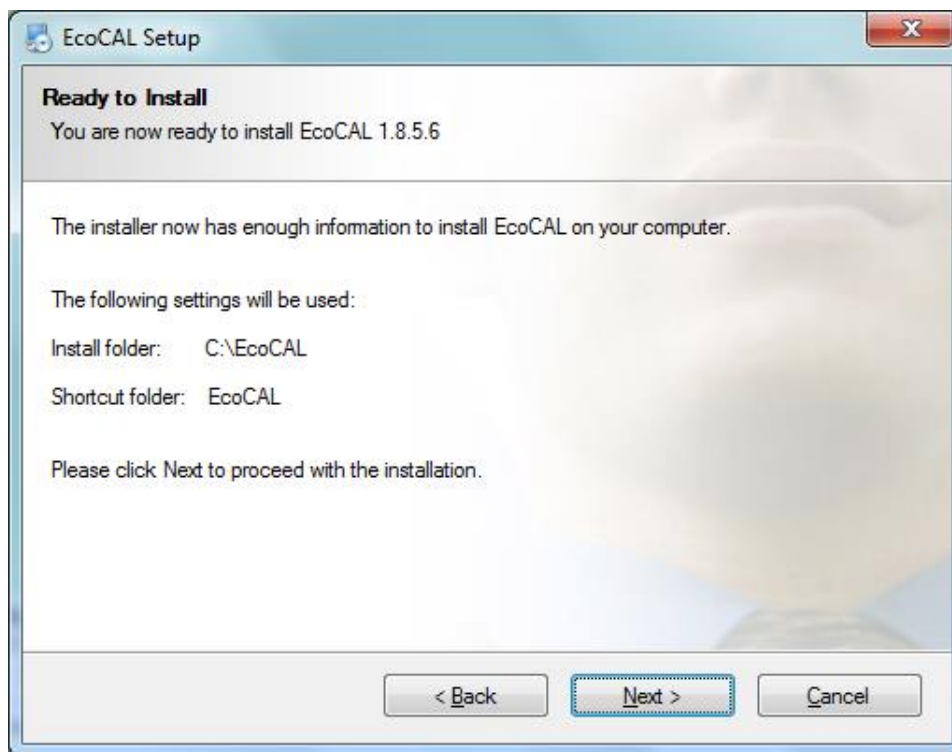 EcoCAL Setup
Ready to Install
You are now ready to install EcoCAL 1.8.5.6
The installer now has enough information to install EcoCAL on your computer.
The following settings will be used:
Install folder: C:\EcoCAL
Shortcut folder: EcoCAL
Please click Next to proceed with the installation.
< Back Next > Cancel